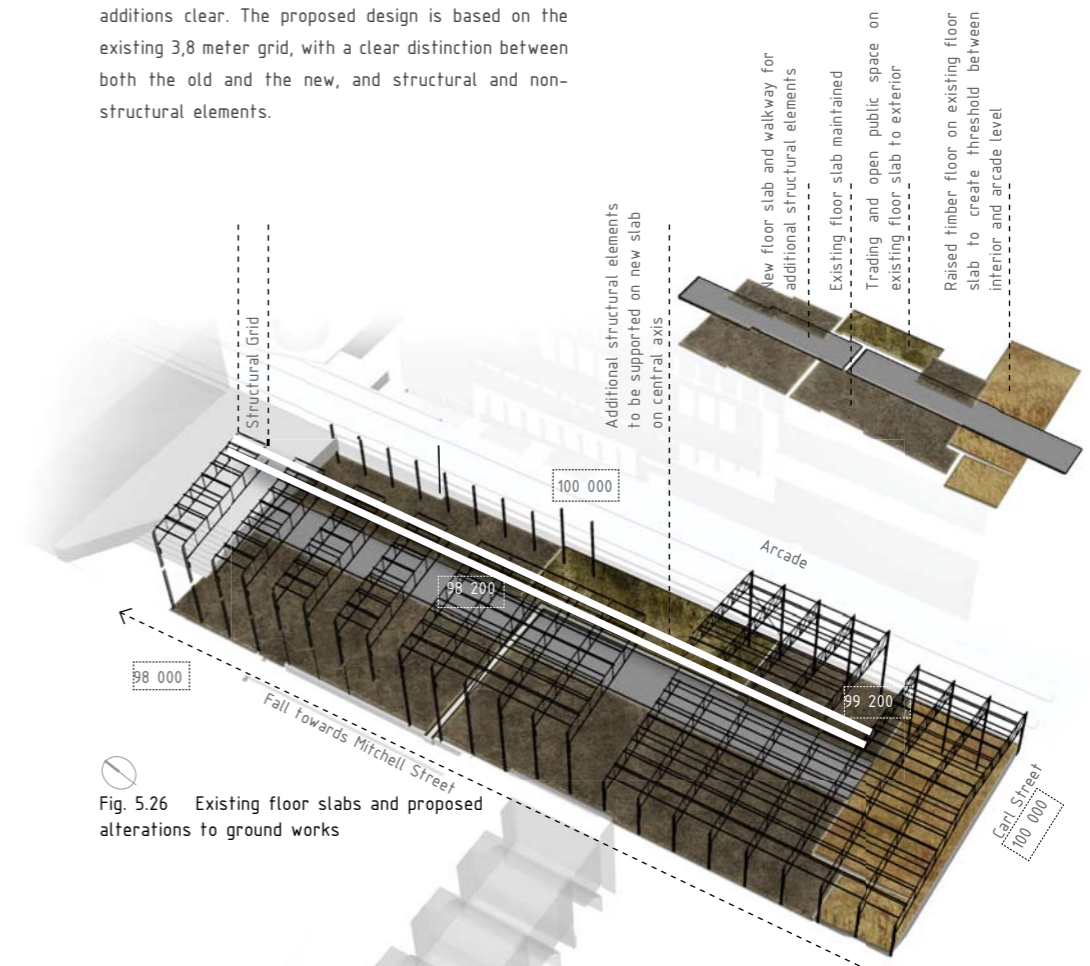 additions clear. The proposed design is based on the
existing 3,8 meter grid, with a clear distinction between
both the old and the new, and structural and non-
structural elements.
New floor slab and walkway for
additional structural elements
Existing floor slab maintained
Trading and open public space on
existing floor slab to exterior
Raised timber floor on existing floor
slab to create threshold between
interior and arcade level
Structural Grid
Additional structural elements
to be supported on new slab
on central axis
100 000
Arcade
98 200
98 000
99 200
Fall towards Mitchell Street
Carl Street
100 000
Fig. 5.26 Existing floor slabs and proposed
alterations to ground works